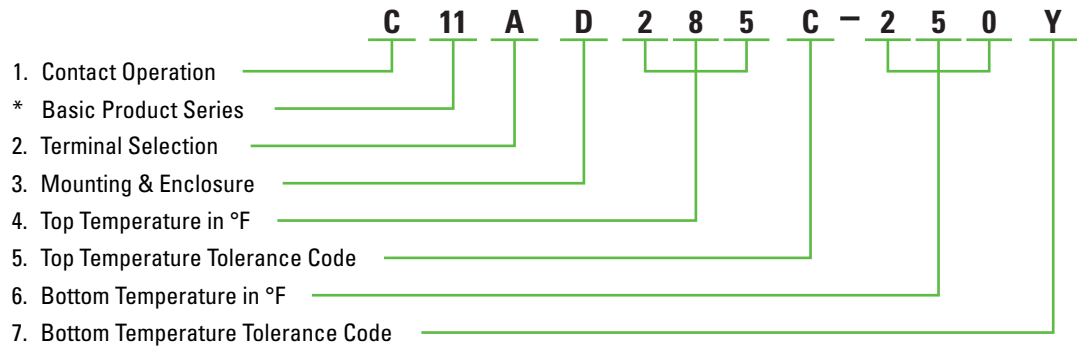 C 11 A D 2 8 5 C – 2 5 0 Y
1. Contact Operation
* Basic Product Series
2. Terminal Selection
3. Mounting & Enclosure
4. Top Temperature in °F
5. Top Temperature Tolerance Code
6. Bottom Temperature in °F
7. Bottom Temperature Tolerance Code